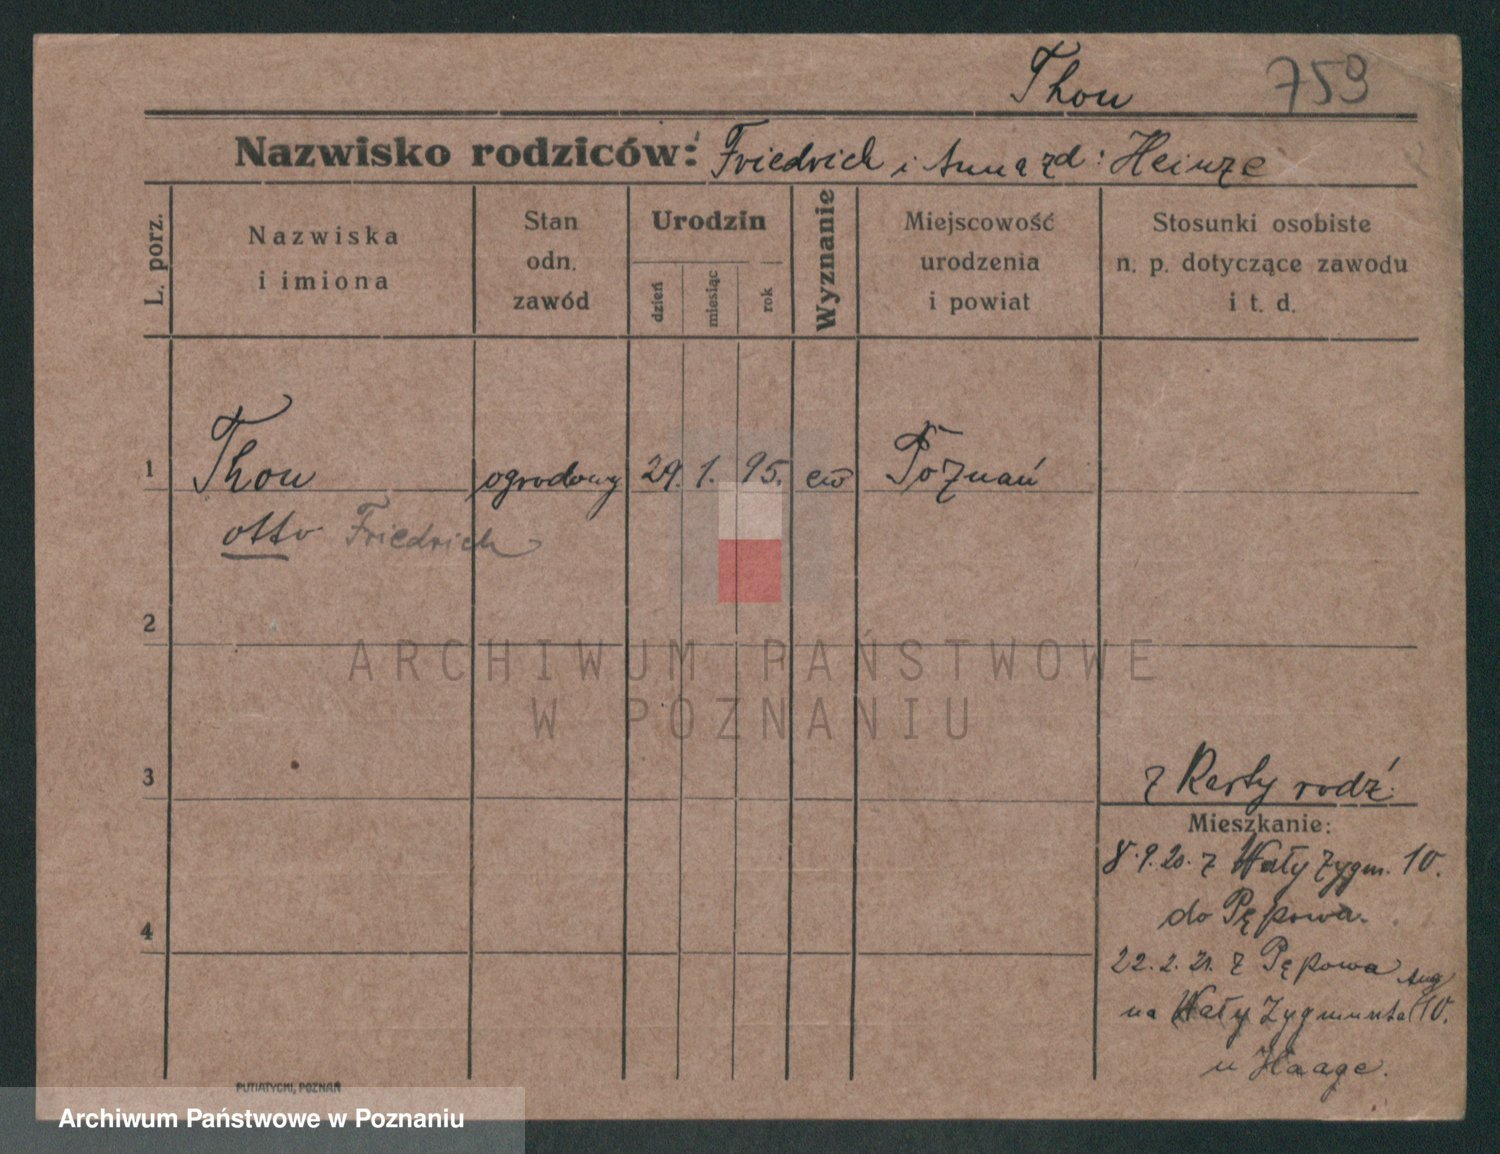 Thon 759
Nazwisko rodziców: Friedrich i Anna zd: Heinze
L. porz.
Nazwiska
i imiona
Stan
odn.
zawód
Urodzin
dzień
miesiąc
rok
Wyznanie
Miejscowość
urodzenia
i powiat
Stosunki osobiste
n. p. dotyczące zawodu
i t. d.
1 Thon ogrodowy 29. 1. 95. ew Poznań
Otto Friedrich
2
ARCHIWUM PAŃSTWOWE
W POZNANIU
3
z Karty rodź.
Mieszkanie:
8.9.20. z Wały Zygm. 10.
do Pępowa.
4
22.2.21. z Pępowa
na Wały Zygmunta Aug 10.
u Haage.
PUTIATYCKI, POZNAŃ
Archiwum Państwowe w Poznaniu